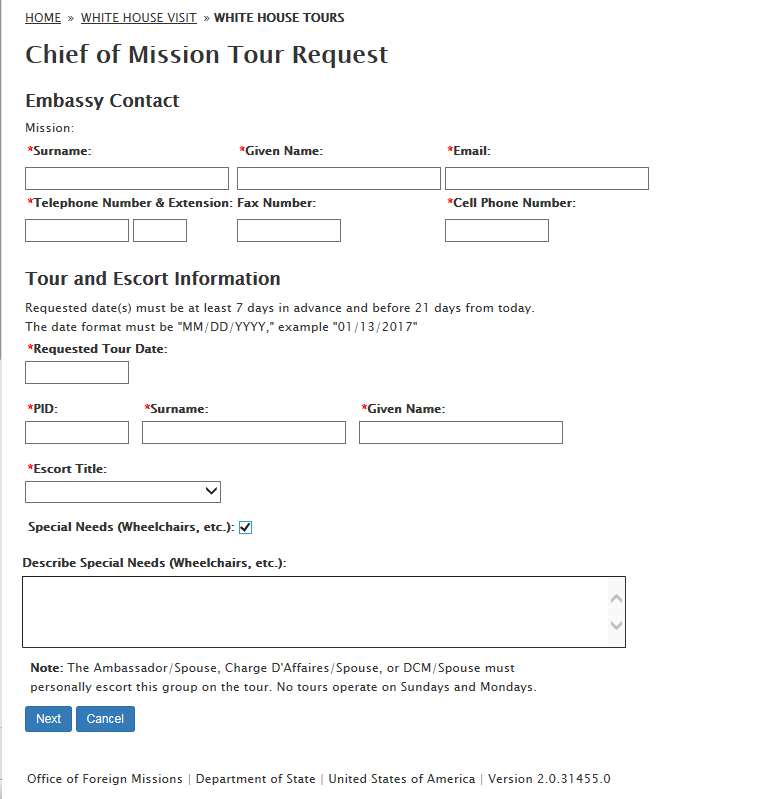 HOME » WHITE HOUSE VISIT » WHITE HOUSE TOURS
Chief of Mission Tour Request
Embassy Contact
Mission:
*Surname: *Given Name: *Email:
*Telephone Number & Extension: Fax Number: *Cell Phone Number:
Tour and Escort Information
Requested date(s) must be at least 7 days in advance and before 21 days from today.
The date format must be "MM/DD/YYYY," example "01/13/2017"
*Requested Tour Date:
*PID: *Surname: *Given Name:
*Escort Title:
Special Needs (Wheelchairs, etc.):
Describe Special Needs (Wheelchairs, etc.):
Note: The Ambassador/Spouse, Charge D'Affaires/Spouse, or DCM/Spouse must
personally escort this group on the tour. No tours operate on Sundays and Mondays.
Next Cancel
Office of Foreign Missions | Department of State | United States of America | Version 2.0.31455.0